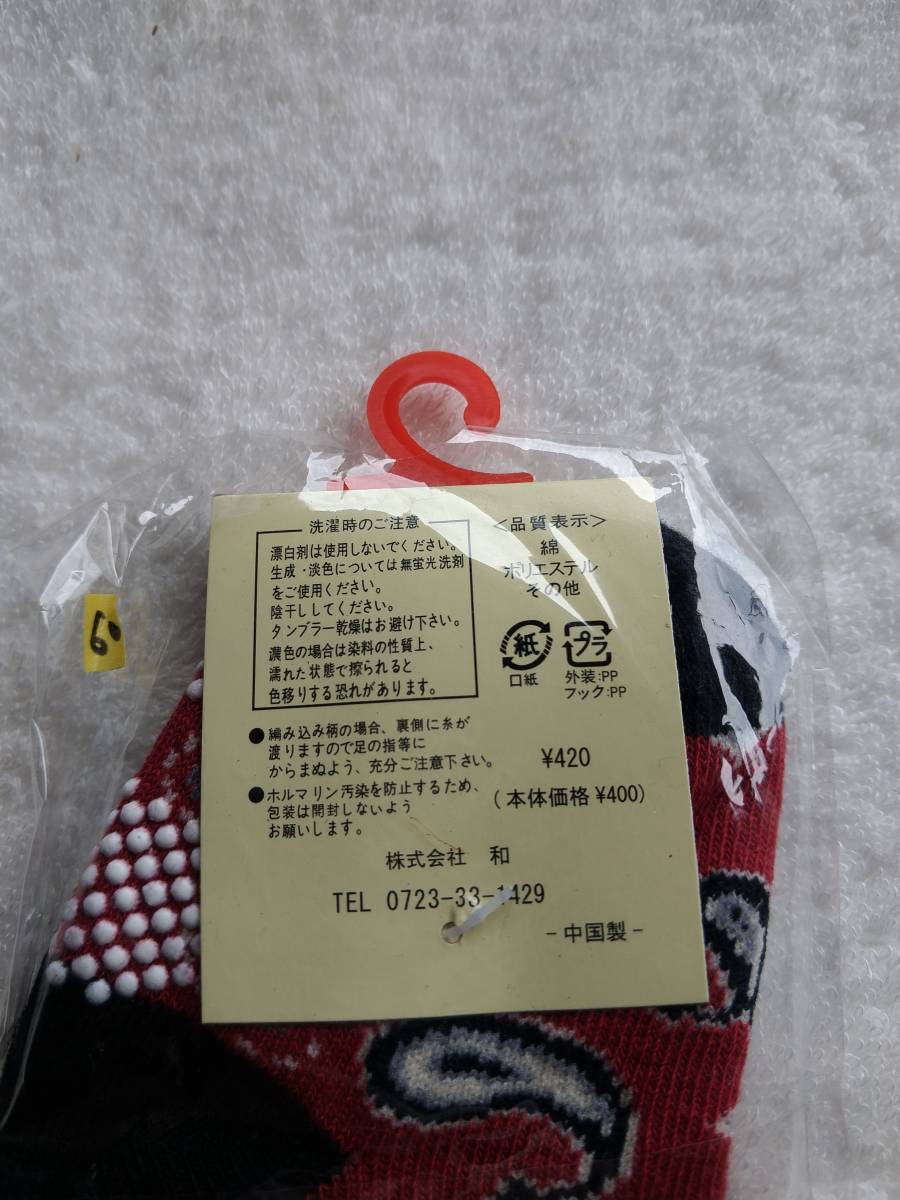 洗濯時のご注意
漂白剤は使用しないでください。
生成・淡色については無蛍光洗剤
をご使用ください。
陰干ししてください。
タンブラー乾燥はお避け下さい。
濃色の場合は染料の性質上、
濡れた状態で擦られると
色移りする恐れがあります。
<品質表示>
綿
ポリエステル
その他
紙 プラ
口紙 外装:PP
フック:PP
●編み込み柄の場合、裏側に糸が
渡りますので足の指等に
からまぬよう、充分ご注意下さい。
●ホルマリン汚染を防止するため、
包装は開封しないよう
お願いします。
¥420
(本体価格¥400)
株式会社 和
TEL 0723-33-1429
-中国製-
60